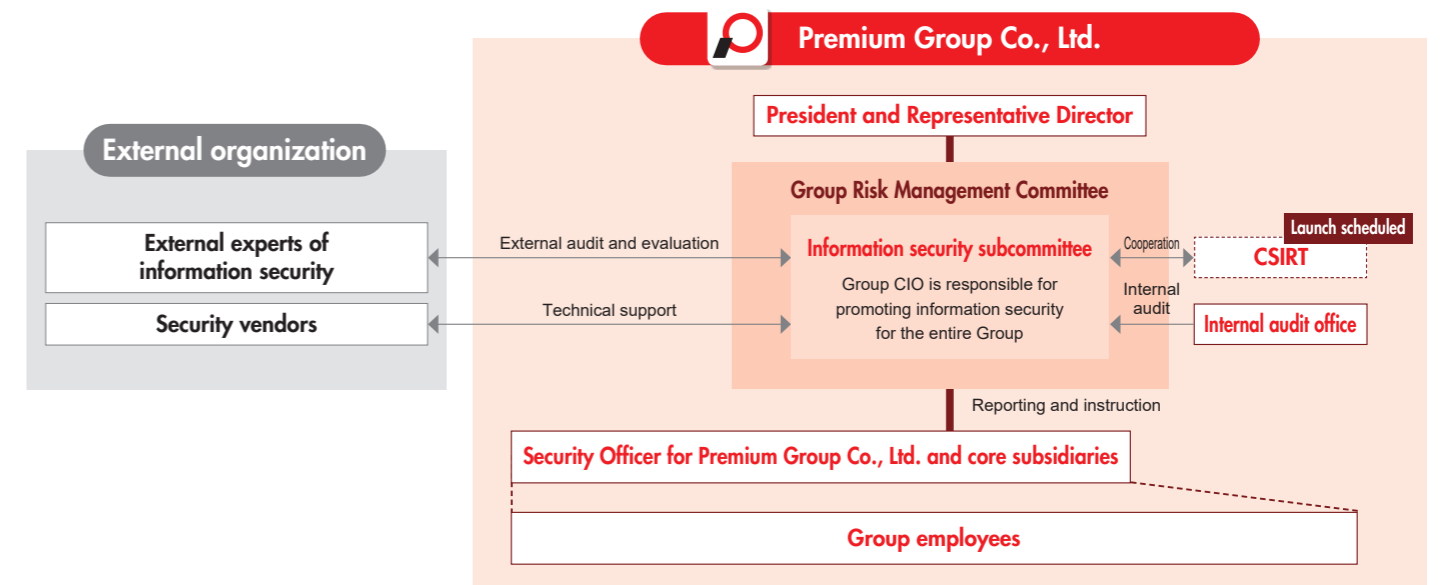 Premium Group Co., Ltd.
President and Representative Director
External organization
Group Risk Management Committee
External experts of
information security
External audit and evaluation
Information security subcommittee
Cooperation
Launch scheduled
CSIRT
Group CIO is responsible for
promoting information security
for the entire Group
Internal
audit
Security vendors
Technical support
Internal audit office
Reporting and instruction
Security Officer for Premium Group Co., Ltd. and core subsidiaries
Group employees